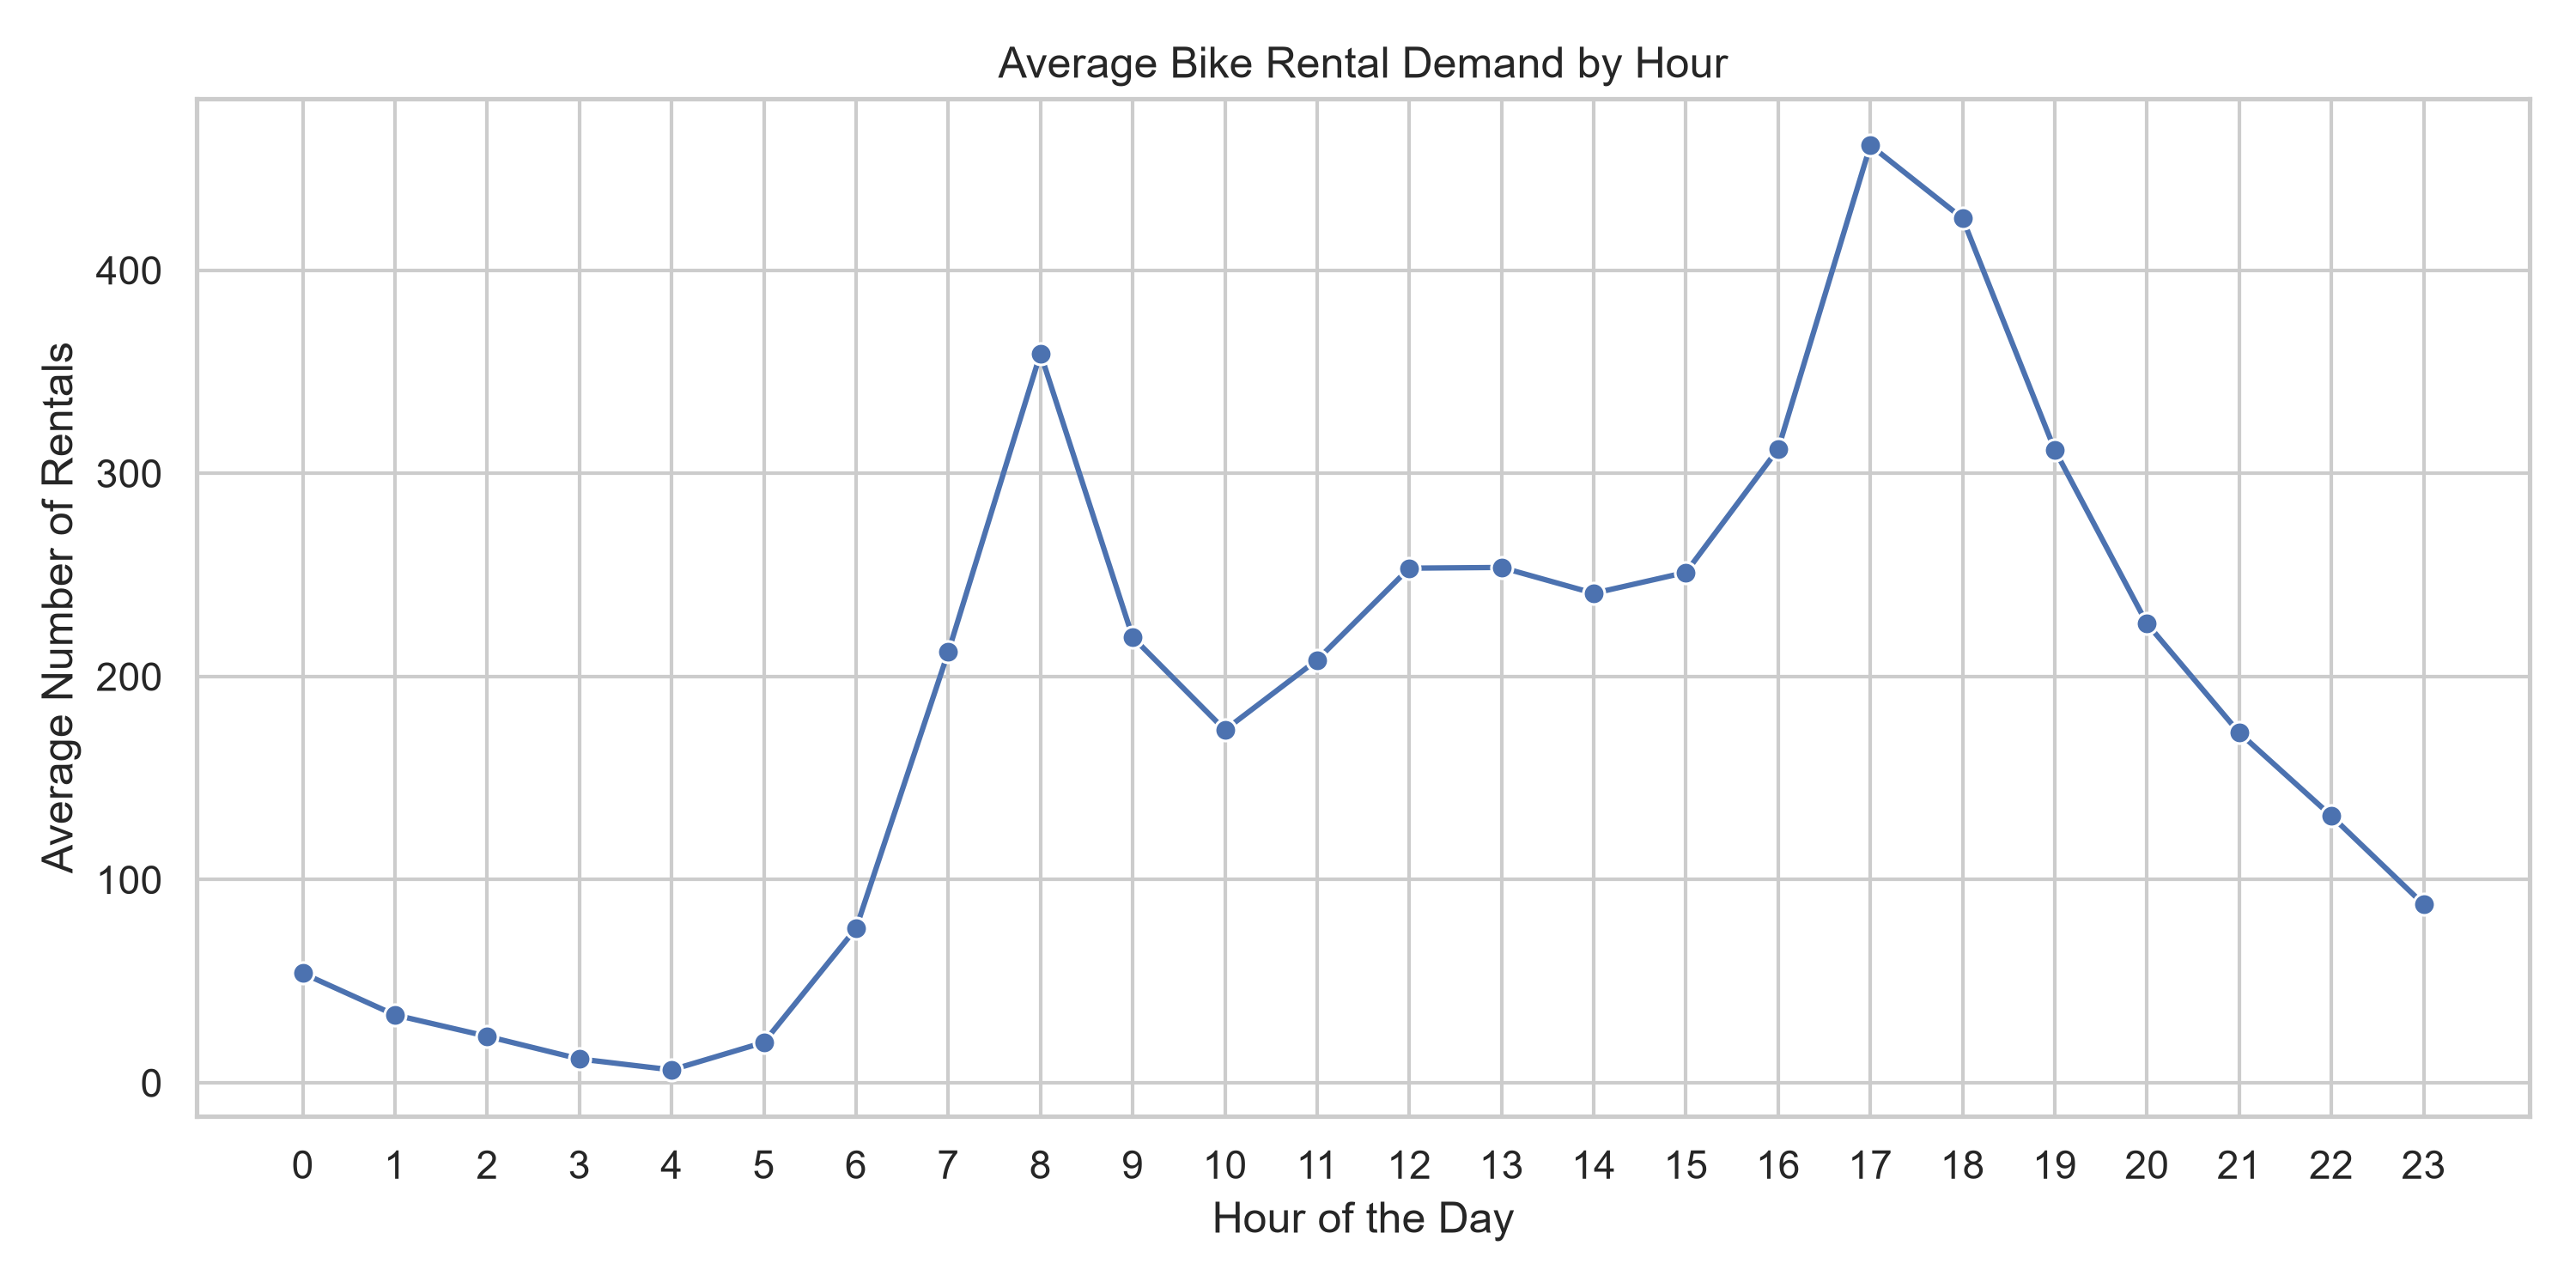 Average Bike Rental Demand by Hour
Average Number of Rentals
400
300
200
100
0
0 1 2 3 4 5 6 7 8 9 10 11 12 13 14 15 16 17 18 19 20 21 22 23
Hour of the Day